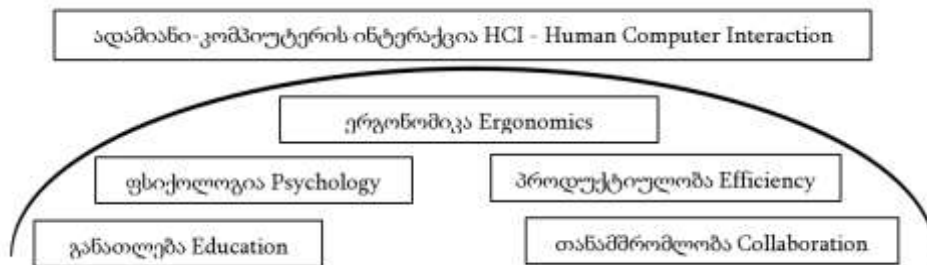 ადამიანი-კომპიუტერის ინტერაქცია HCI - Human Computer Interaction
ერგონომიკა Ergonomics
ფსიქოლოგია Psychology
პროდუქტიულობა Efficiency
განათლება Education
თანამშრომლობა Collaboration